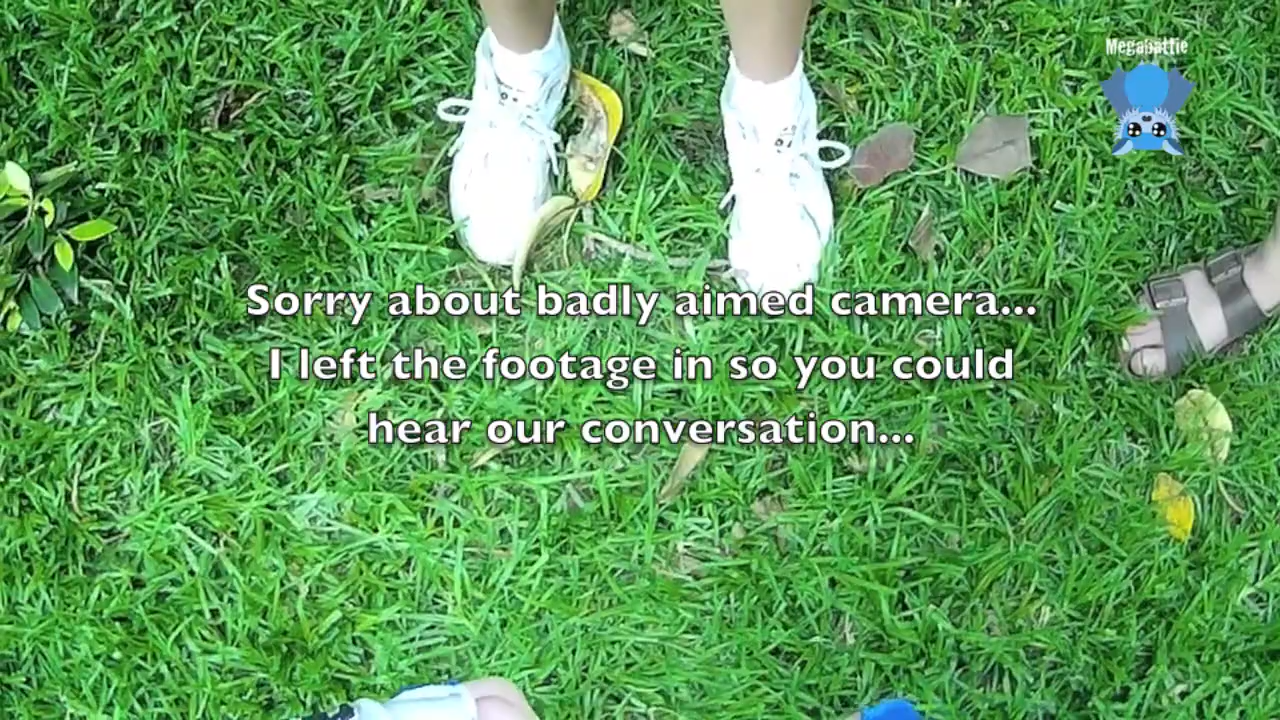 Megabattie
Sorry about badly aimed camera...
I left the footage in so you could
hear our conversation...